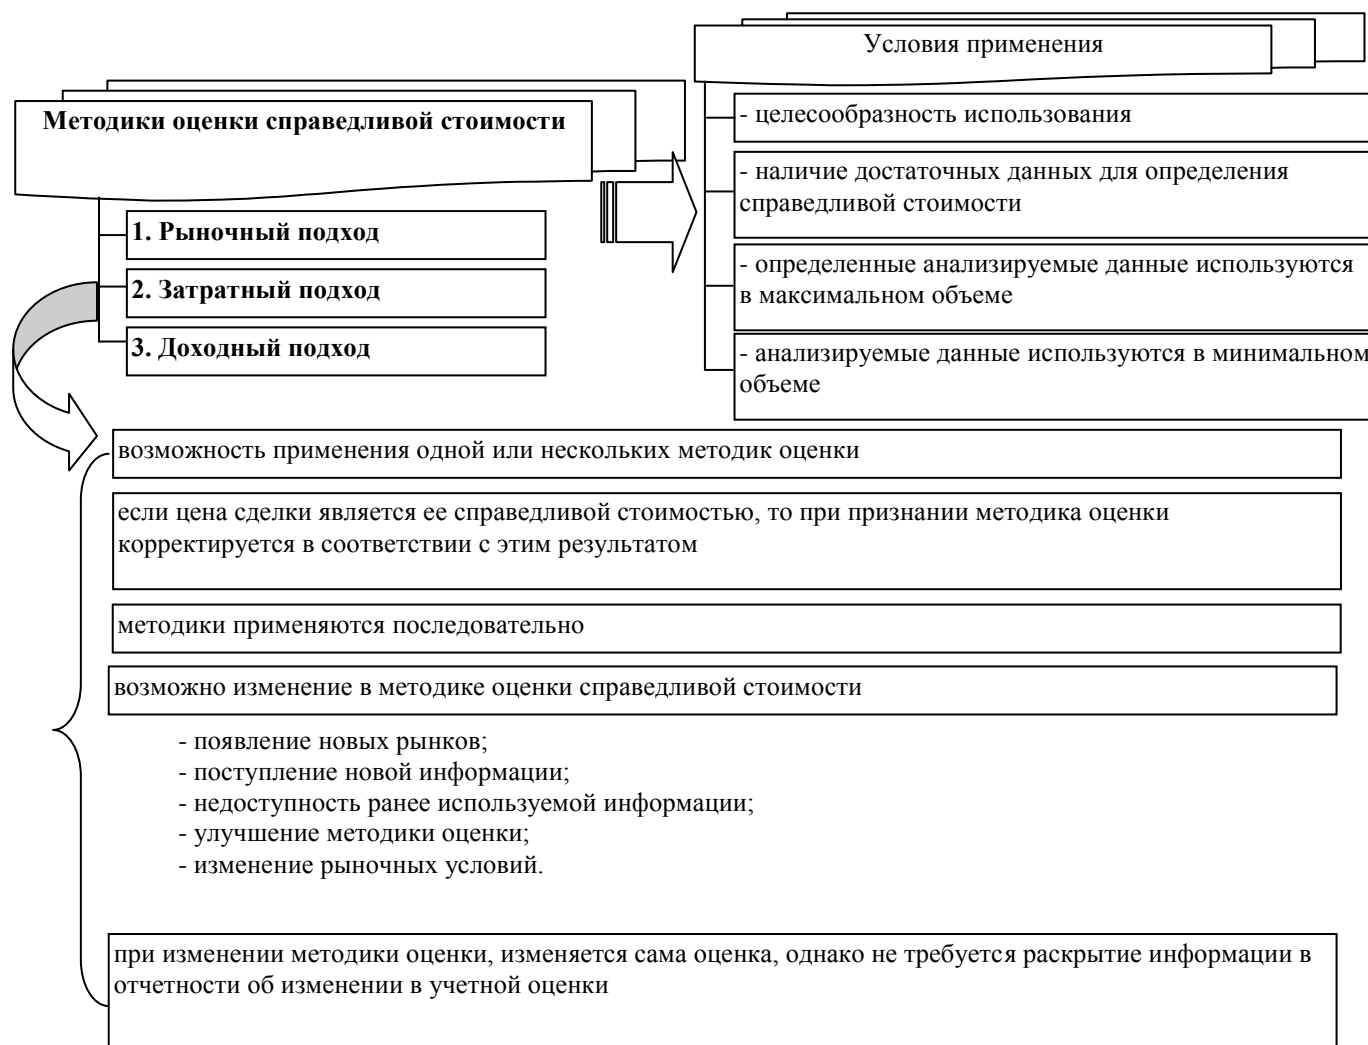 Методики оценки справедливой стоимости
1. Рыночный подход
2. Затратный подход
3. Доходный подход
Условия применения
- целесообразность использования
- наличие достаточных данных для определения
справедливой стоимости
- определенные анализируемые данные используются
в максимальном объеме
- анализируемые данные используются в минимальном
объеме
возможность применения одной или нескольких методик оценки
если цена сделки является ее справедливой стоимостью, то при признании методика оценки
корректируется в соответствии с этим результатом
методики применяются последовательно
возможно изменение в методике оценки справедливой стоимости
- появление новых рынков;
- поступление новой информации;
- недоступность ранее используемой информации;
- улучшение методики оценки;
- изменение рыночных условий.
при изменении методики оценки, изменяется сама оценка, однако не требуется раскрытие информации в
отчетности об изменении в учетной оценки